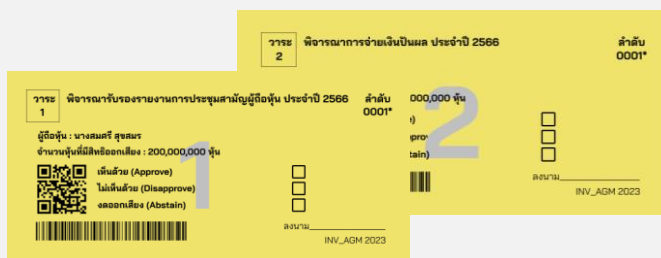 วาระ 2 พิจารณาการจ่ายเงินปันผล ประจำปี 2566 ลำดับ 0001*
000,000 หุ้น
2
ลงนาม
INV_AGM 2023
วาระ 1 พิจารณารับรองรายงานการประชุมสามัญผู้ถือหุ้น ประจำปี 2566 ลำดับ 0001*
ผู้ถือหุ้น : นางสมศรี สุขสมร
จำนวนหุ้นที่มีสิทธิออกเสียง : 200,000,000 หุ้น
1
เห็นด้วย (Approve)
ไม่เห็นด้วย (Disapprove)
งดออกเสียง (Abstain)
ลงนาม
INV_AGM 2023